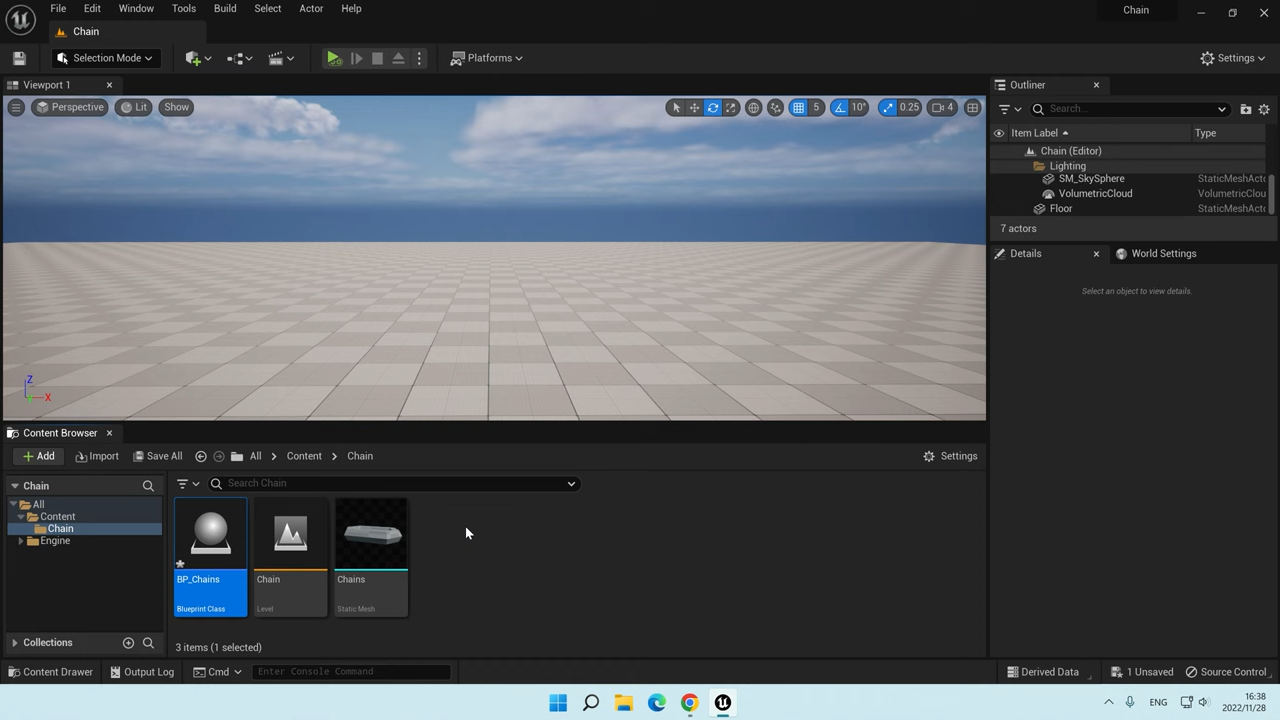 File Edit Window Tools Build Select Actor Help
Chain
Chain
Selection Mode
Platforms
Settings
Viewport 1
Perspective Lit Show
5 10° 0.25 4
Z
X
Outliner
Search...
Item Label Type
Chain (Editor)
Lighting
SM_SkySphere StaticMeshActo
VolumetricCloud VolumetricClou
Floor StaticMeshActo
7 actors
Details World Settings
Select an object to view details.
Content Browser
Add Import Save All All Content Chain Settings
Chain
All
Content
Chain
Engine
Collections
Search Chain
BP_Chains
Blueprint Class
Chain
Level
Chains
Static Mesh
3 items (1 selected)
Content Drawer Output Log Cmd Enter Console Command Derived Data 1 Unsaved Source Control
ENG
16:38
2022/11/28